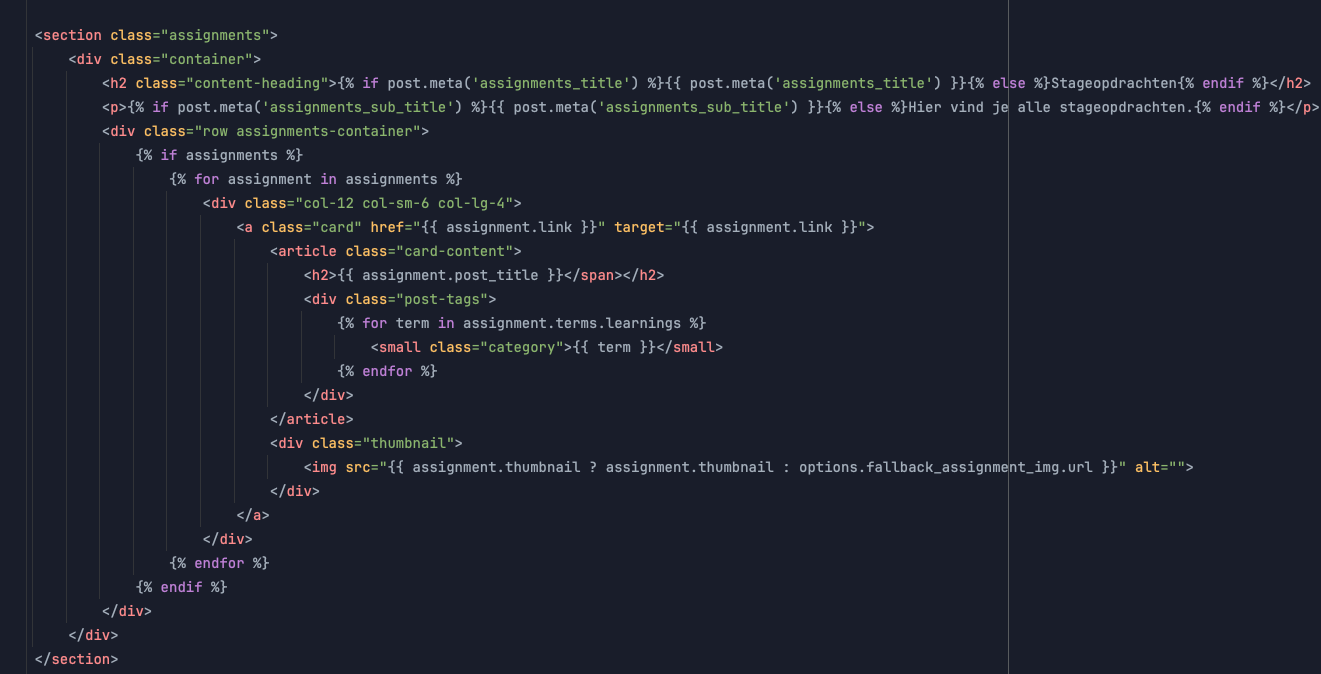 <section class="assignments">
<div class="container">
<h2 class="content-heading">{% if post.meta('assignments_title') %}{{ post.meta('assignments_title') }}{% else %}Stageopdrachten{% endif %}</h2>
<p>{% if post.meta('assignments_sub_title') %}{{ post.meta('assignments_sub_title') }}{% else %}Hier vind je alle stageopdrachten.{% endif %}</p>
<div class="row assignments-container">
{% if assignments %}
{% for assignment in assignments %}
<div class="col-12 col-sm-6 col-lg-4">
<a class="card" href="{{ assignment.link }}" target="{{ assignment.link }}">
<article class="card-content">
<h2>{{ assignment.post_title }}</span></h2>
<div class="post-tags">
{% for term in assignment.terms.learnings %}
<small class="category">{{ term }}</small>
{% endfor %}
</div>
</article>
<div class="thumbnail">
<img src="{{ assignment.thumbnail ? assignment.thumbnail : options.fallback_assignment_img.url }}" alt="">
</div>
</a>
</div>
{% endfor %}
{% endif %}
</div>
</div>
</section>